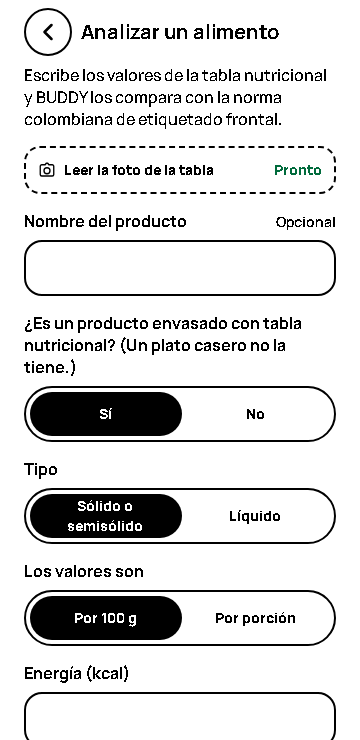 Analizar un alimento
Escribe los valores de la tabla nutricional
y BUDDY los compara con la norma
colombiana de etiquetado frontal.
Leer la foto de la tabla Pronto
Nombre del producto Opcional
¿Es un producto envasado con tabla
nutricional? (Un plato casero no la
tiene.)
Sí No
Tipo
Sólido o
semisólido
Líquido
Los valores son
Por 100 g Por porción
Energía (kcal)